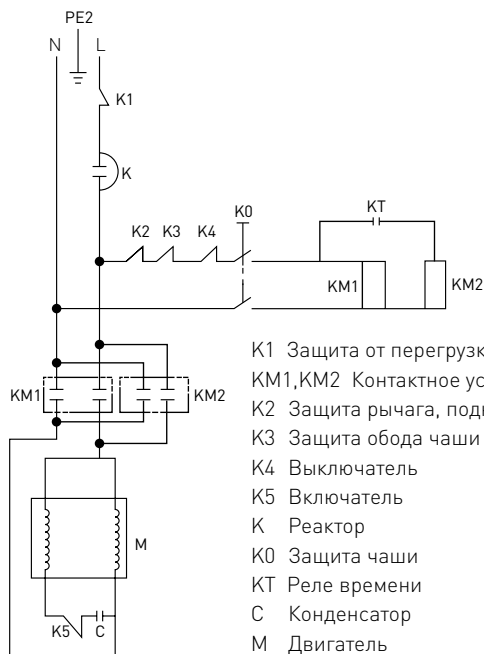 PE2
N L
K1
K
K0
KT
K2 K3 K4
KM1
KM2
K1 Защита от перегрузк
KM1,KM2 Контактное ус
KM1
KM2
K2 Защита рычага, подн
K3 Защита обода чаши
K4 Выключатель
K5 Включатель
K Реактор
M
K0 Защита чаши
KT Реле времени
K5 C
C Конденсатор
M Двигатель